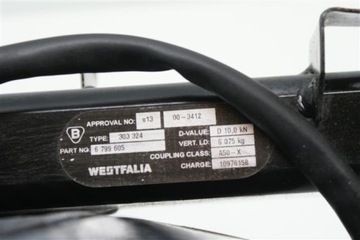 B
APPROVAL NO: e13 00-3412
TYPE: 303 324 D-VALUE: D 10,0 kN
PART NO: 6 799 605 VERT. LD: S 075 kg
COUPLING CLASS: A50-X
WESTFALIA CHARGE: 10976158